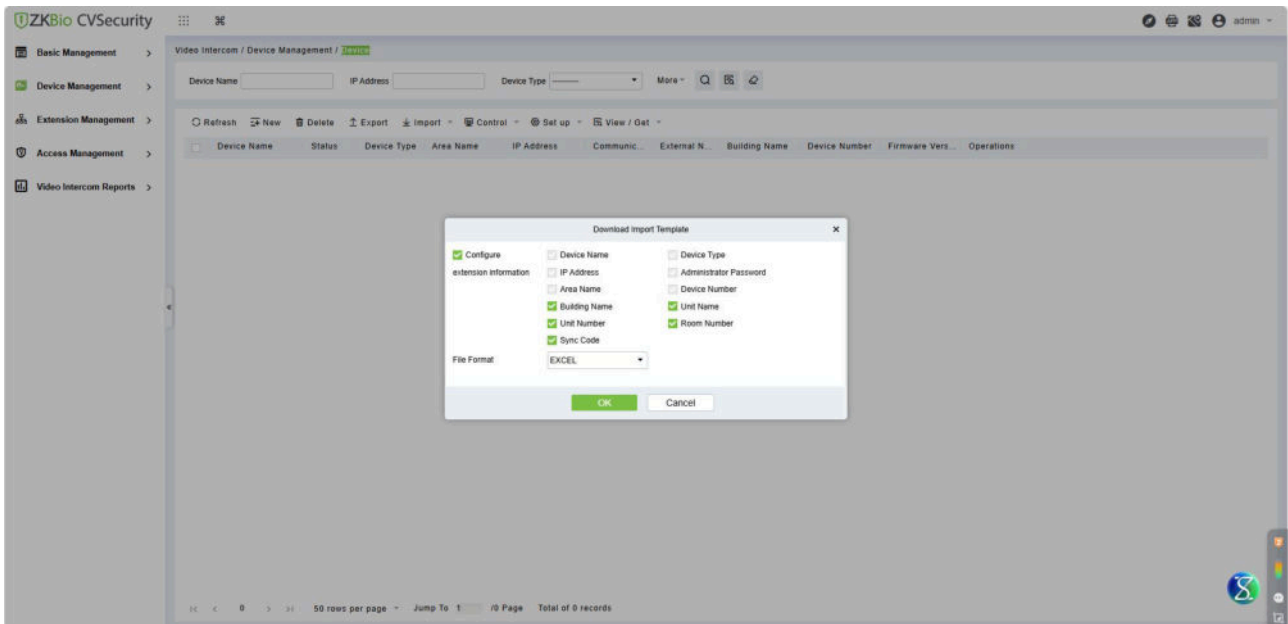 ZKBio CVSecurity
admin
Basic Management
Device Management
Extension Management
Access Management
Video Intercom Reports
Video Intercom / Device Management / Device
Device Name IP Address Device Type ---------- More
Refresh New Delete Export Import Control Set up View / Get
Device Name Status Device Type Area Name IP Address Communic... External N... Building Name Device Number Firmware Vers... Operations
Download Import Template
Configure Device Name Device Type
extension information IP Address Administrator Password
Area Name Device Number
Building Name Unit Name
Unit Number Room Number
Sync Code
File Format EXCEL
OK Cancel
0 50 rows per page Jump To 1 /0 Page Total of 0 records